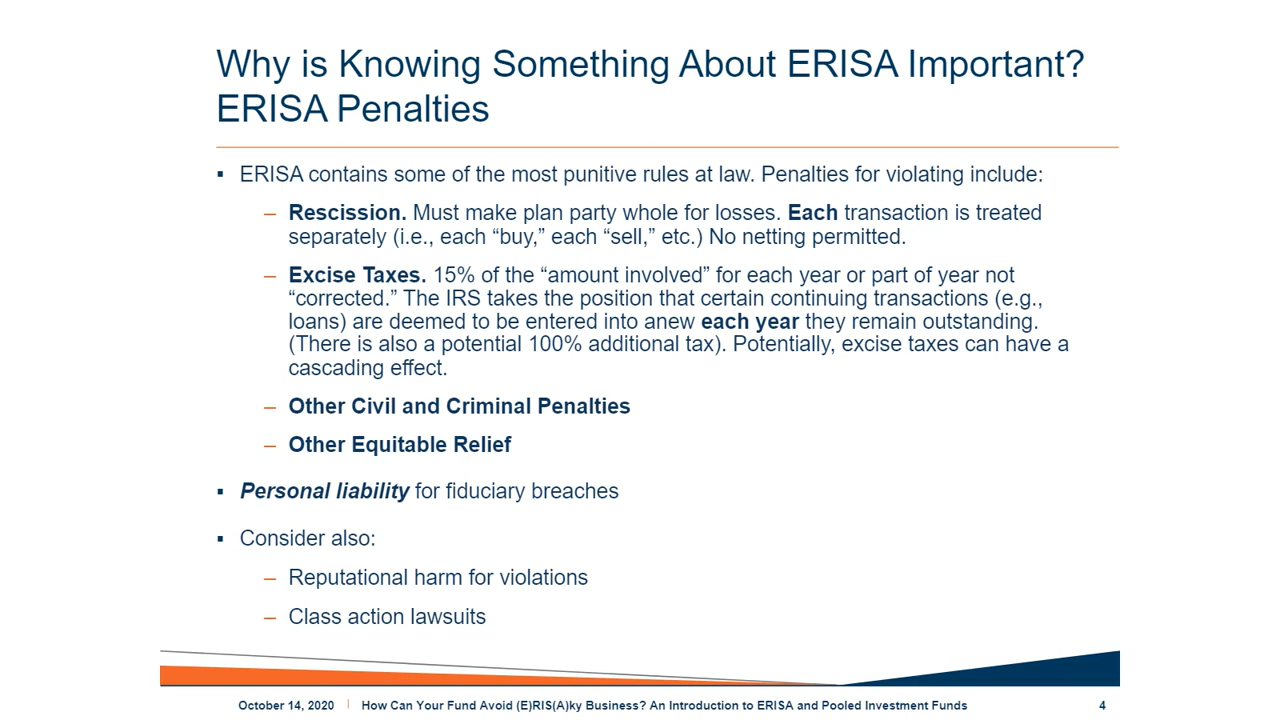 Why is Knowing Something About ERISA Important?
ERISA Penalties
▪ ERISA contains some of the most punitive rules at law. Penalties for violating include:
– Rescission. Must make plan party whole for losses. Each transaction is treated
separately (i.e., each “buy,” each “sell,” etc.) No netting permitted.
– Excise Taxes. 15% of the “amount involved” for each year or part of year not
“corrected.” The IRS takes the position that certain continuing transactions (e.g.,
loans) are deemed to be entered into anew each year they remain outstanding.
(There is also a potential 100% additional tax). Potentially, excise taxes can have a
cascading effect.
– Other Civil and Criminal Penalties
– Other Equitable Relief
▪ Personal liability for fiduciary breaches
▪ Consider also:
– Reputational harm for violations
– Class action lawsuits
October 14, 2020 | How Can Your Fund Avoid (E)RIS(A)ky Business? An Introduction to ERISA and Pooled Investment Funds 4